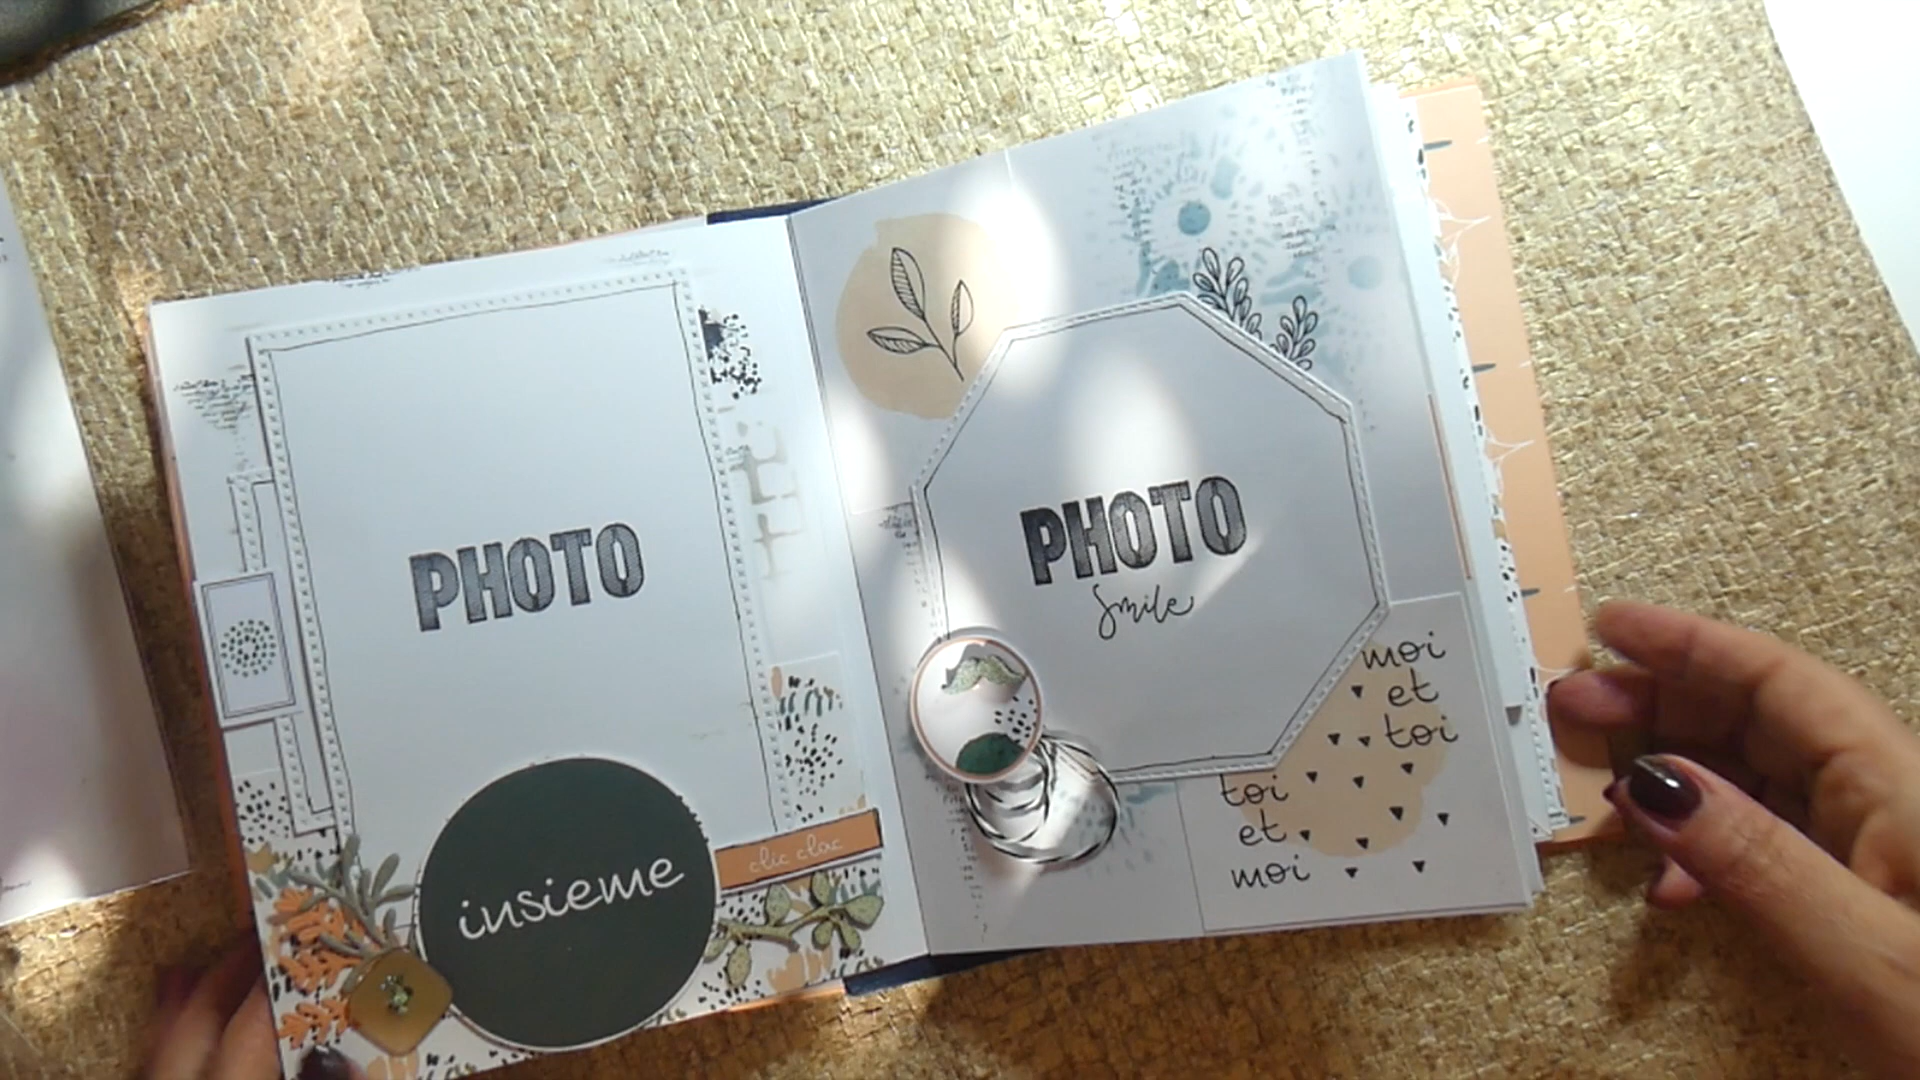 PHOTO
clic clac
insieme
PHOTO
Smile
moi
et
toi
toi
et
moi